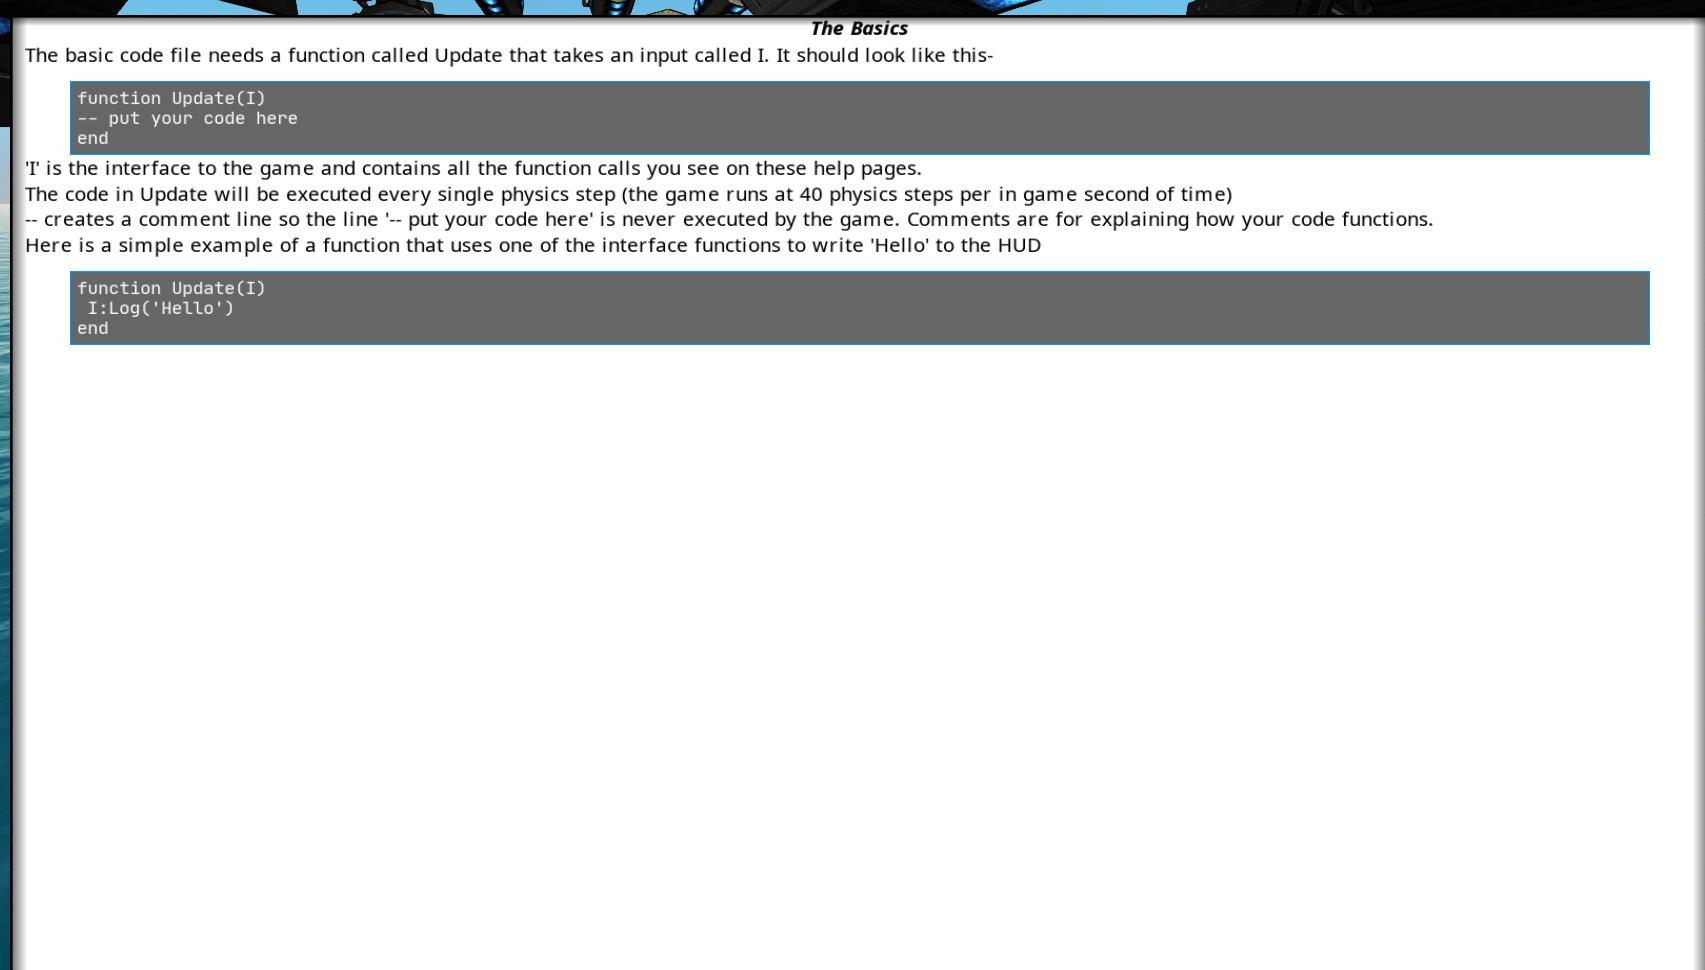 The Basics
The basic code file needs a function called Update that takes an input called I. It should look like this-
function Update(I)
-- put your code here
end
'I' is the interface to the game and contains all the function calls you see on these help pages.
The code in Update will be executed every single physics step (the game runs at 40 physics steps per in game second of time)
-- creates a comment line so the line '-- put your code here' is never executed by the game. Comments are for explaining how your code functions.
Here is a simple example of a function that uses one of the interface functions to write 'Hello' to the HUD
function Update(I)
 I:Log('Hello')
end